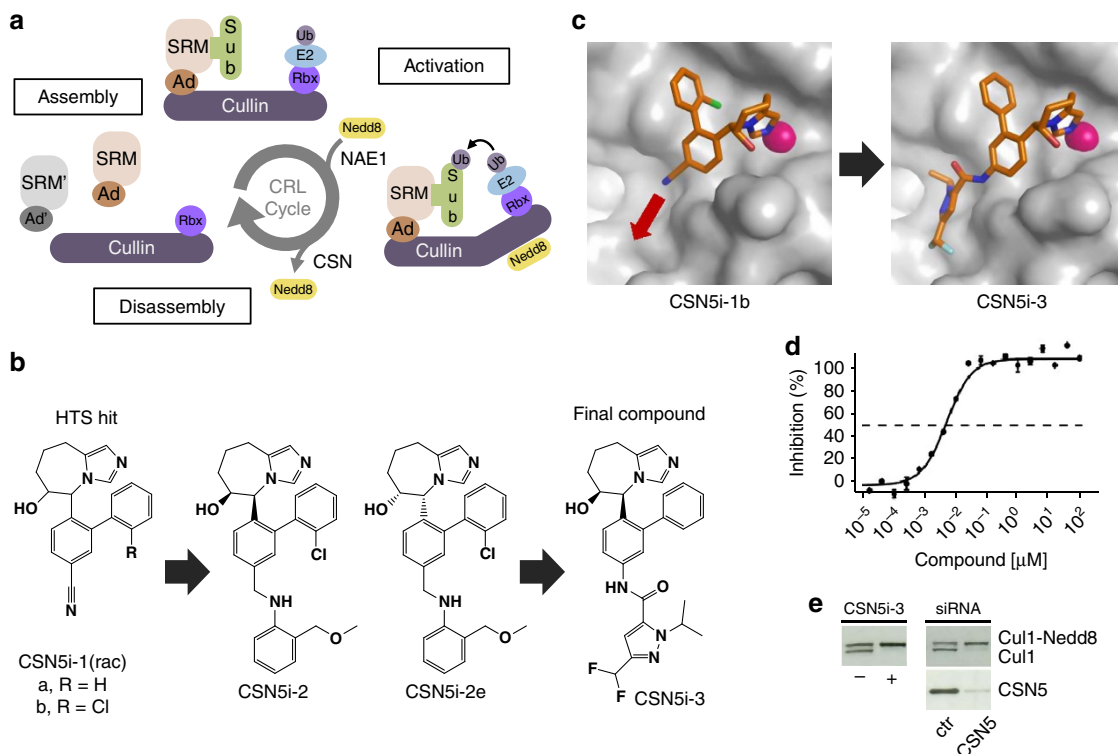 a
SRM
Sub
Ub
E2
Ad
Rbx
Cullin
Assembly
Activation
Nedd8
NAE1
SRM'
Ad'
SRM
Ad
Rbx
Cullin
CRL
Cycle
CSN
Nedd8
Disassembly
Ub
Ub
SRM
Sub
E2
Ad
Rbx
Cullin
Nedd8
b
HTS hit
Final compound
N
N
HO
R
N
CSN5i-1(rac)
a, R = H
b, R = Cl
N
N
HO
Cl
NH
O
CSN5i-2
N
N
HO
Cl
NH
O
CSN5i-2e
N
N
HO
HN
O
N
N
F
F
CSN5i-3
c
CSN5i-1b
CSN5i-3
d
Inhibition (%)
100
80
60
40
20
0
10⁻⁵ 10⁻⁴ 10⁻³ 10⁻² 10⁻¹ 10⁰ 10¹ 10²
Compound [µM]
e
CSN5i-3
siRNA
Cul1-Nedd8
Cul1
CSN5
– +
ctr CSN5